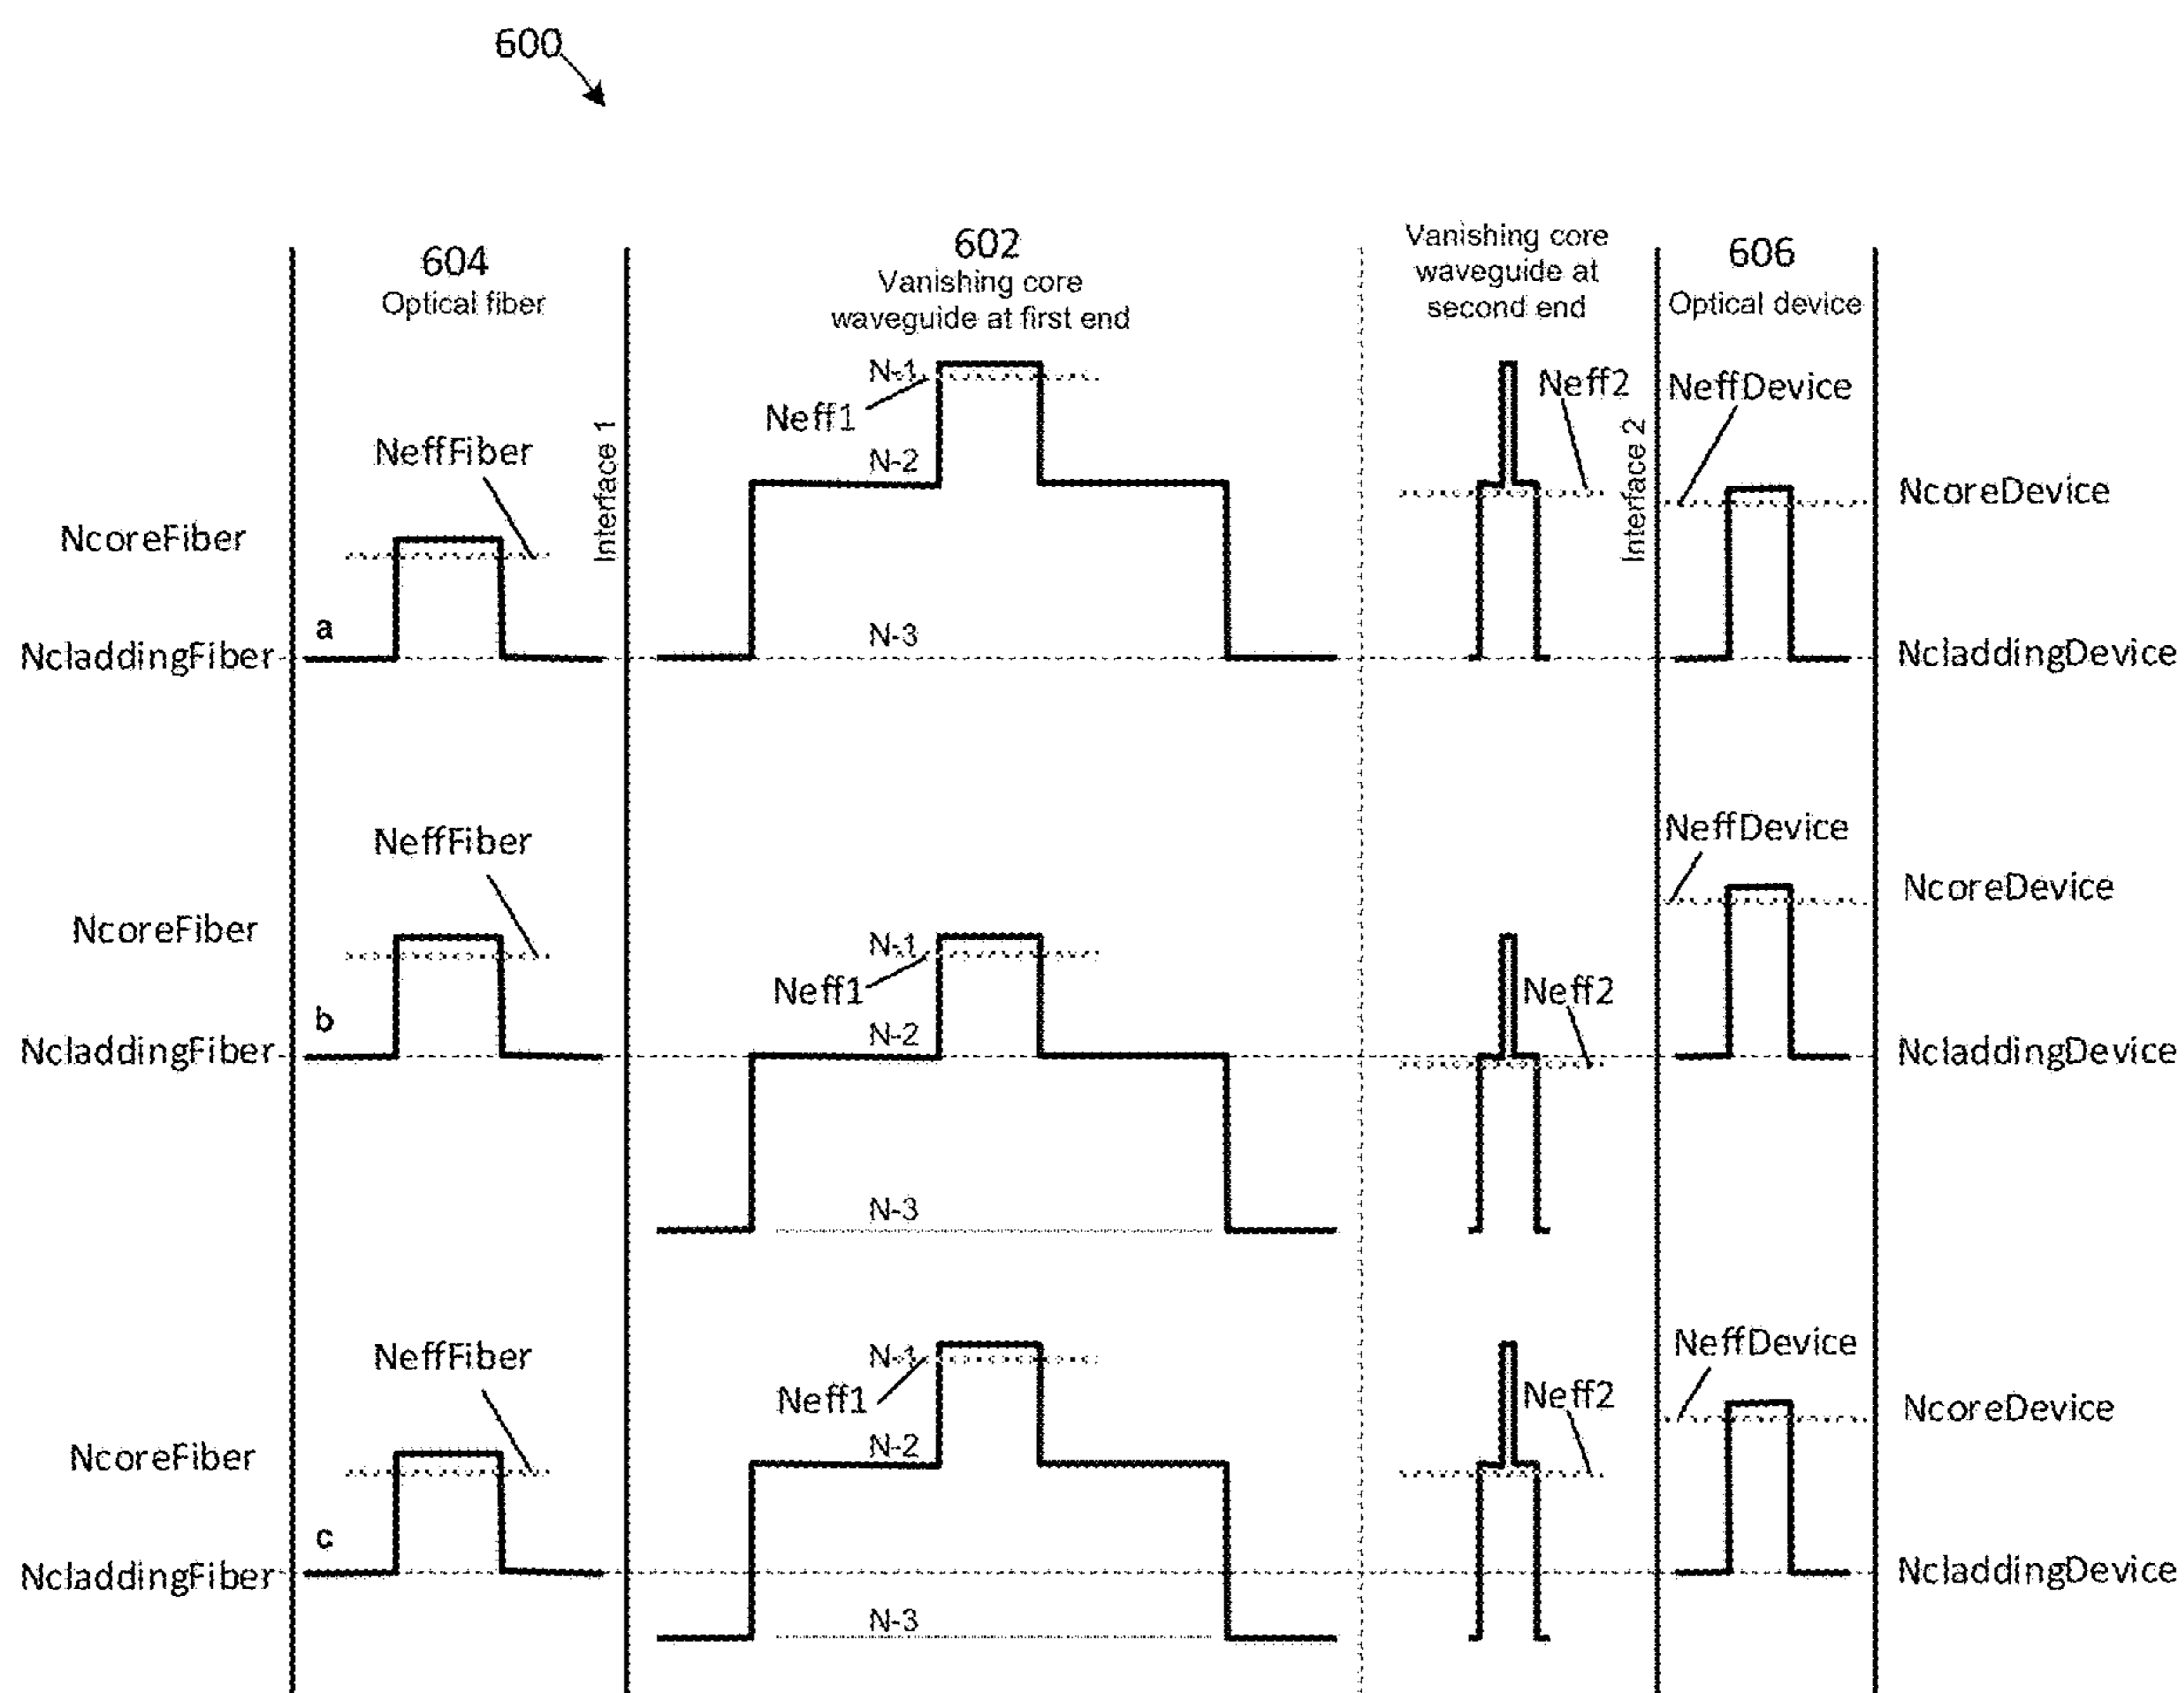 600
604
Optical fiber
602
Vanishing core
waveguide at first end
Vanishing core
waveguide at
second end
606
Optical device
NcoreFiber
NcladdingFiber
a
NeffFiber
Interface 1
N-1
Neff1
N-2
N-3
Neff2
Interface 2
NeffDevice
NcoreDevice
NcladdingDevice
NcoreFiber
NcladdingFiber
b
NeffFiber
N-1
Neff1
N-2
N-3
Neff2
NeffDevice
NcoreDevice
NcladdingDevice
NcoreFiber
NcladdingFiber
c
NeffFiber
N-1
Neff1
N-2
N-3
Neff2
NeffDevice
NcoreDevice
NcladdingDevice